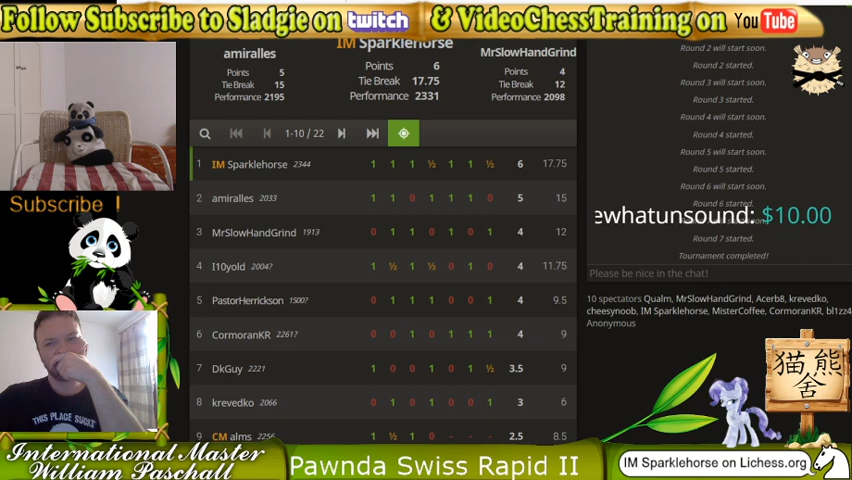 Follow Subscribe to Sladgie on twitch & VideoChessTraining on YouTube
amiralles
Points
5
Tie Break
15
Performance 2195
IM Sparklehorse
Points
6
Tie Break 17.75
Performance 2331
MrSlowHandGrind
Points
4
Tie Break
12
Performance 2098
1-10 / 22
1 IM Sparklehorse 2344 1 1 1 ½ 1 1 ½ 6 17.75
2 amiralles 2033 1 1 0 1 1 1 0 5 15
3 MrSlowHandGrind 1913 0 1 1 0 1 0 1 4 12
4 I10yold 2004? 1 ½ 1 ½ 0 1 0 4 11.75
5 PastorHerrickson 1500? 0 1 1 1 0 0 1 4 9.5
6 CormoranKR 2261? 0 0 1 0 1 1 1 4 9
7 DkGuy 2221 1 0 0 1 0 1 ½ 3.5 9
8 krevedko 2066 0 1 0 1 0 0 1 3 6
9 CM alms 2256 1 ½ 1 0 - - - 2.5 8.5
Round 2 will start soon.
Round 2 started.
Round 3 will start soon.
Round 3 started.
Round 4 will start soon.
Round 4 started.
Round 5 will start soon.
Round 5 started.
Round 6 will start soon.
Round 6 started.
ewhatunsound: $10.00
Round 7 started.
Tournament completed!
Please be nice in the chat!
10 spectators Qualm, MrSlowHandGrind, Acerb8, krevedko,
cheesynoob, IM Sparklehorse, MisterCoffee, CormoranKR, bl1zz4
Anonymous
Subscribe !
THIS PLACE SUCKS
猫熊
舍
International Master
William Paschall
Pawnda Swiss Rapid II
IM Sparklehorse on Lichess.org